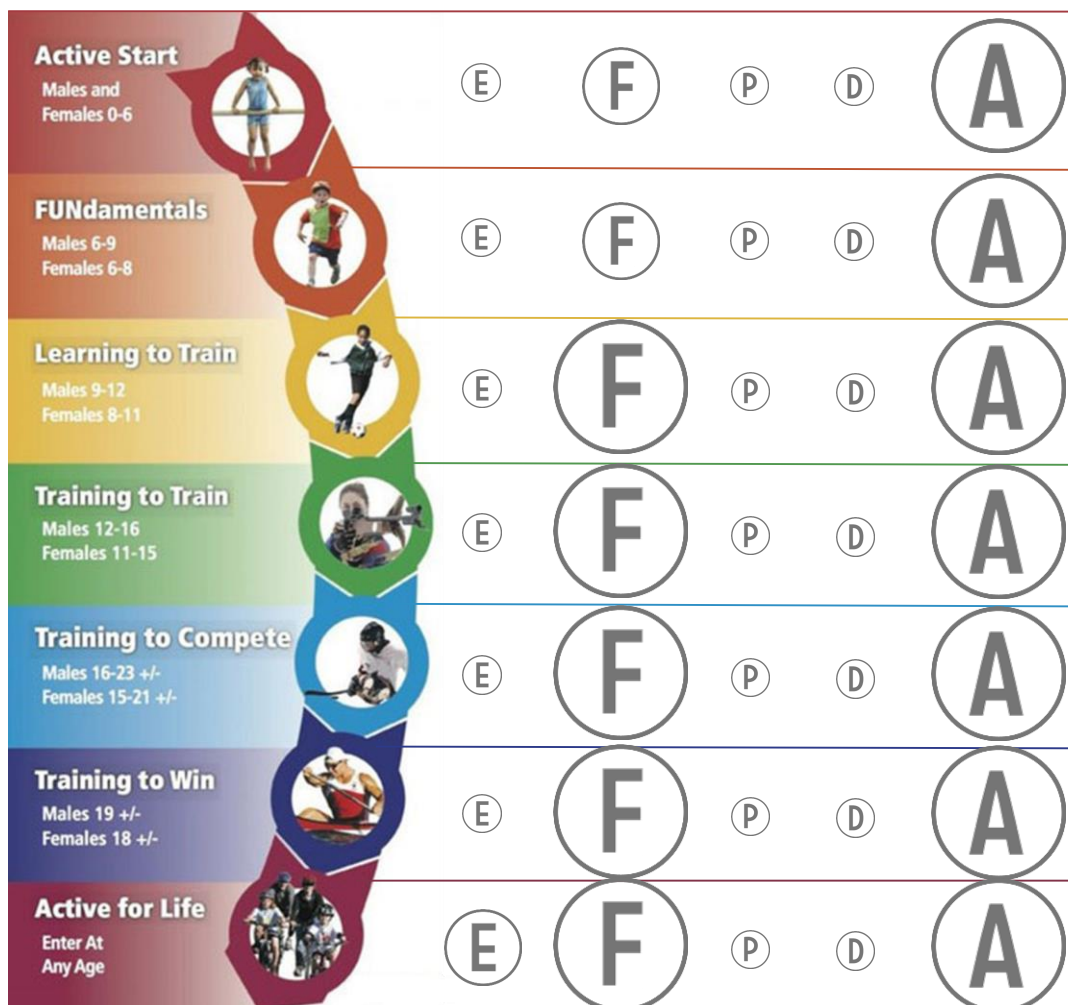 Active Start
Males and
Females 0-6
E F P D A
FUNdamentals
Males 6-9
Females 6-8
E F P D A
Learning to Train
Males 9-12
Females 8-11
E F P D A
Training to Train
Males 12-16
Females 11-15
E F P D A
Training to Compete
Males 16-23 +/-
Females 15-21 +/-
E F P D A
Training to Win
Males 19 +/-
Females 18 +/-
E F P D A
Active for Life
Enter At
Any Age
E F P D A